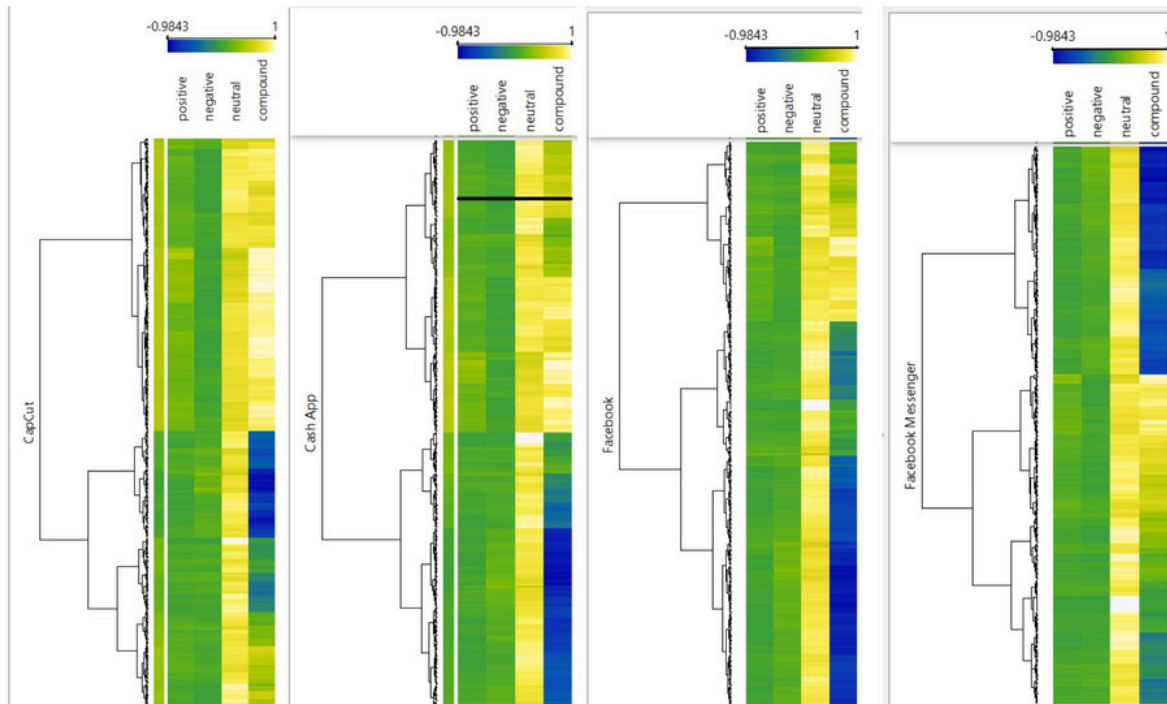 -0.9843 1
positive
negative
neutral
compound
CapCut
-0.9843 1
positive
negative
neutral
compound
Cash App
-0.9843 1
positive
negative
neutral
compound
Facebook
-0.9843 1
positive
negative
neutral
compound
Facebook Messenger